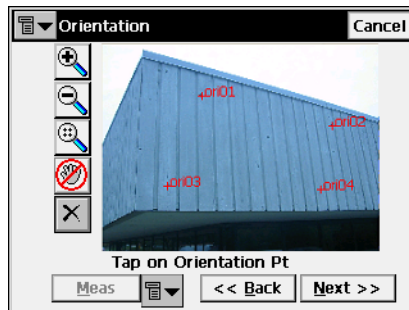 Orientation Cancel
ori01
ori02
ori03
ori04
Tap on Orientation Pt
Meas << Back Next >>